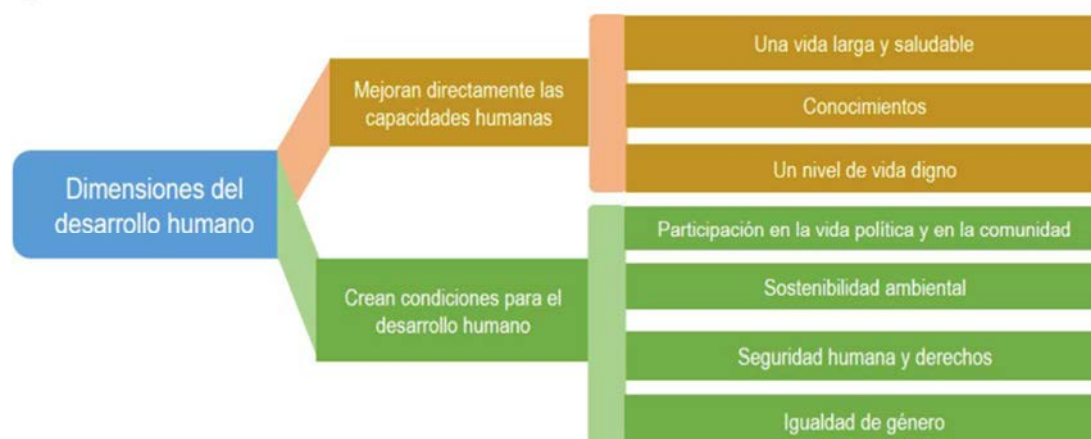 Dimensiones del
desarrollo humano
Mejoran directamente las
capacidades humanas
Una vida larga y saludable
Conocimientos
Un nivel de vida digno
Crean condiciones para el
desarrollo humano
Participación en la vida política y en la comunidad
Sostenibilidad ambiental
Seguridad humana y derechos
Igualdad de género